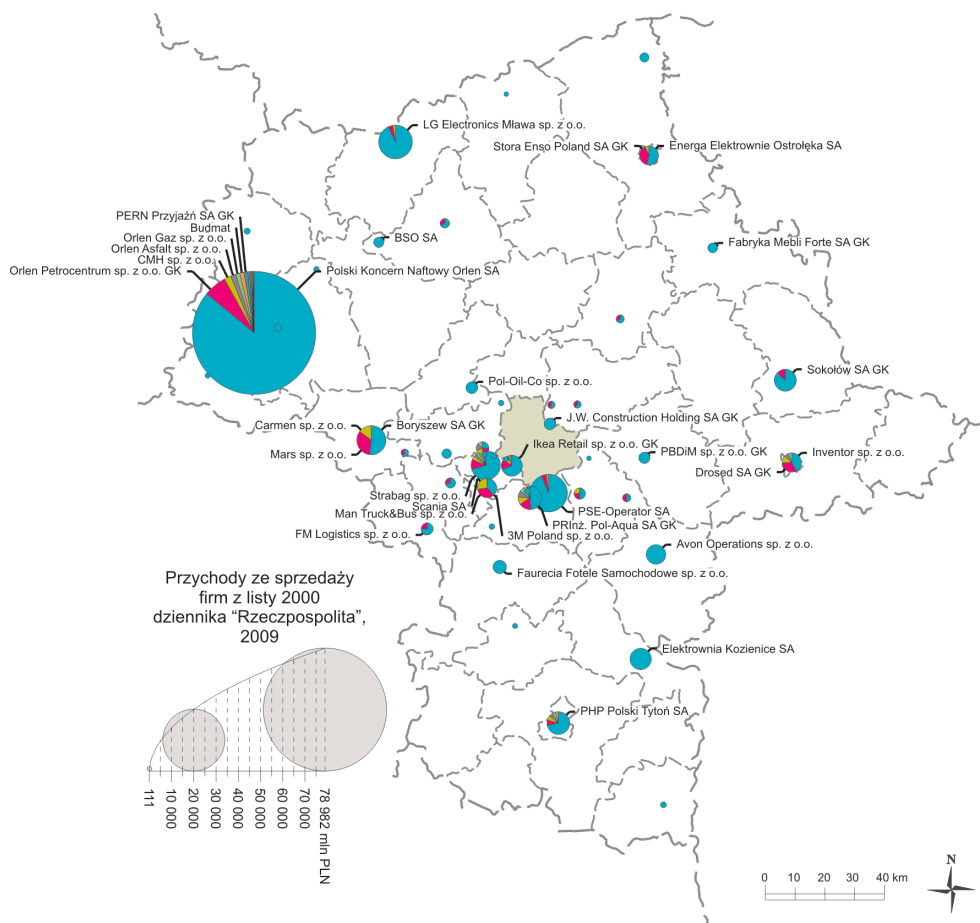 LG Electronics Mława sp. z o.o.
Stora Enso Poland SA GK
Energa Elektrownie Ostrołęka SA
PERN Przyjaźń SA GK
Budmat
Orlen Gaz sp. z o.o.
Orlen Asfalt sp. z o.o.
CMH sp. z o.o.
Orlen Petrocentrum sp. z o.o. GK
Polski Koncern Naftowy Orlen SA
BSO SA
Fabryka Mebli Forte SA GK
Sokołów SA GK
Pol-Oil-Co sp. z o.o.
J.W. Construction Holding SA GK
Carmen sp. z o.o.
Boryszew SA GK
Mars sp. z o.o.
Ikea Retail sp. z o.o. GK
PBDiM sp. z o.o. GK
Inventor sp. z o.o.
Drosed SA GK
Strabag sp. z o.o.
Scania SA
Man Truck&Bus sp. z o.o.
PSE-Operator SA
PRInż. Pol-Aqua SA GK
FM Logistics sp. z o.o.
3M Poland sp. z o.o.
Avon Operations sp. z o.o.
Faurecia Fotele Samochodowe sp. z o.o.
Elektrownia Kozienice SA
PHP Polski Tytoń SA
Przychody ze sprzedaży
firm z listy 2000
dziennika “Rzeczpospolita”,
2009
111
10 000
20 000
30 000
40 000
50 000
60 000
70 000
78 982 mln PLN
0 10 20 30 40 km
N